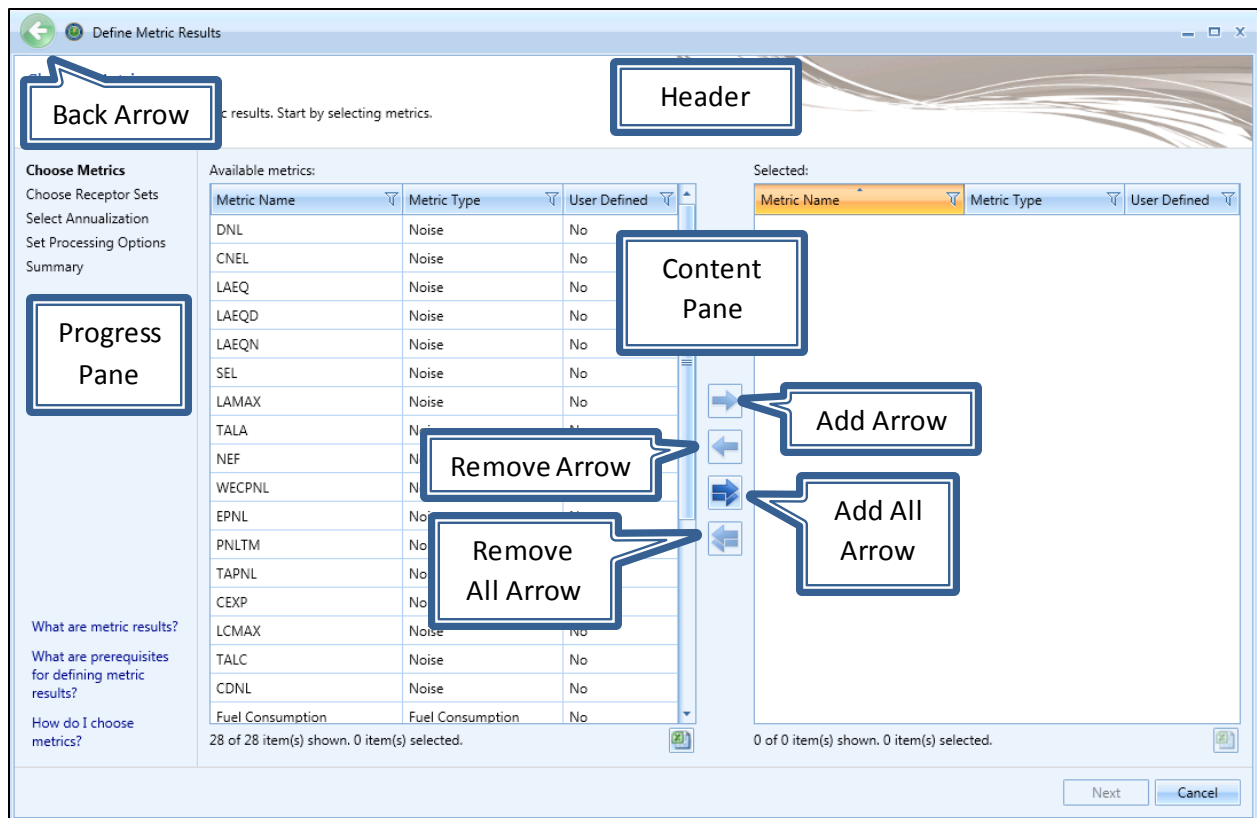 Define Metric Results
Back Arrow
Header
results. Start by selecting metrics.
Choose Metrics
Choose Receptor Sets
Select Annualization
Set Processing Options
Summary
Progress
Pane
What are metric results?
What are prerequisites
for defining metric
results?
How do I choose
metrics?
Available metrics:
Metric Name Metric Type User Defined
DNL Noise No
CNEL Noise No
LAEQ Noise No
LAEQD Noise No
LAEQN Noise No
SEL Noise No
LAMAX Noise No
TALA
NEF
WECPNL
EPNL
PNLTM
TAPNL
CEXP
LCMAX Noise No
TALC Noise No
CDNL Noise No
Fuel Consumption Fuel Consumption No
28 of 28 item(s) shown. 0 item(s) selected.
Content
Pane
Add Arrow
Remove Arrow
Add All
Arrow
Remove
All Arrow
Selected:
Metric Name Metric Type User Defined
0 of 0 item(s) shown. 0 item(s) selected.
Next Cancel